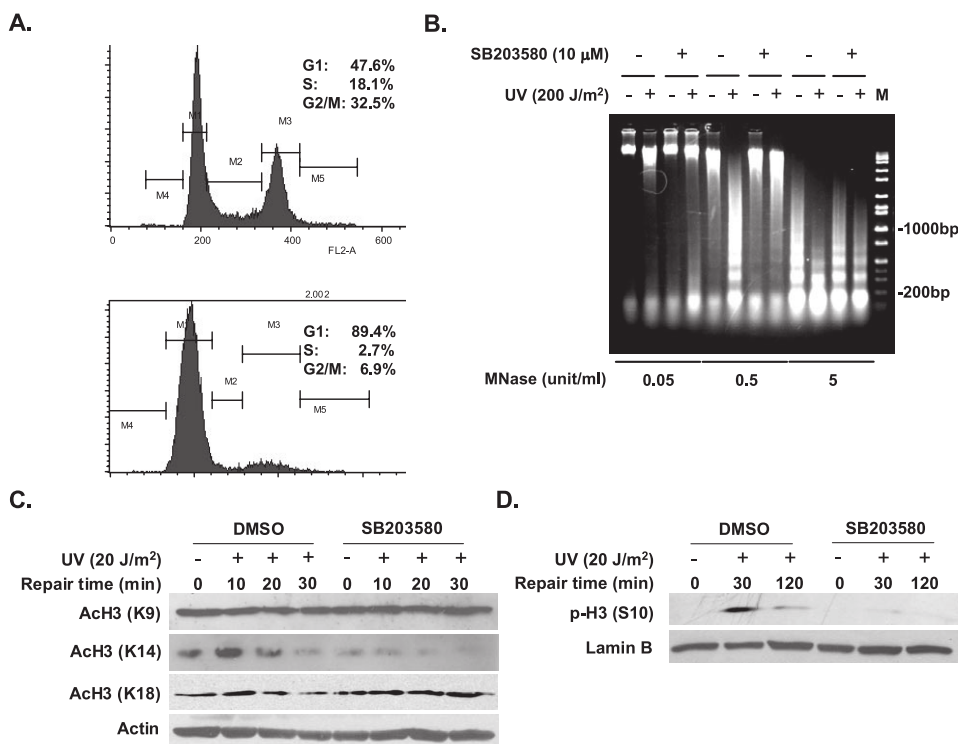 A.
G1: 47.6%
S: 18.1%
G2/M: 32.5%
M1
M3
M2
M5
M4
0 200 400 600
FL2-A
2.002
M3
G1: 89.4%
S: 2.7%
G2/M: 6.9%
M2
M5
M4
B.
SB203580 (10 µM) - + - + - +
UV (200 J/m²) - + - + - + - + - + - + M
-1000bp
-200bp
MNase (unit/ml) 0.05 0.5 5
C.
DMSO SB203580
UV (20 J/m²) - + + + - + + +
Repair time (min) 0 10 20 30 0 10 20 30
AcH3 (K9)
AcH3 (K14)
AcH3 (K18)
Actin
D.
DMSO SB203580
UV (20 J/m²) - + + - + +
Repair time (min) 0 30 120 0 30 120
p-H3 (S10)
Lamin B